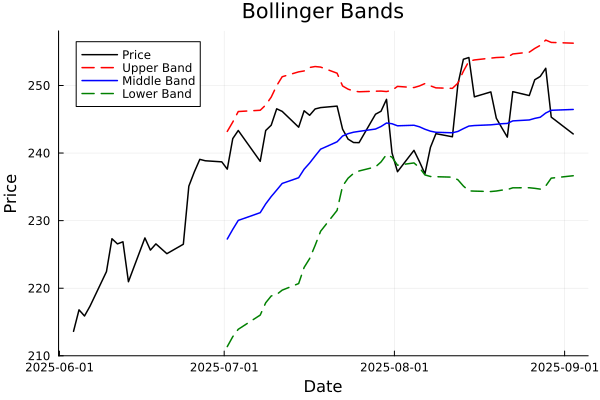 Bollinger Bands
Price
Upper Band
Middle Band
Lower Band
Price
250
240
230
220
210
2025-06-01 2025-07-01 2025-08-01 2025-09-01
Date